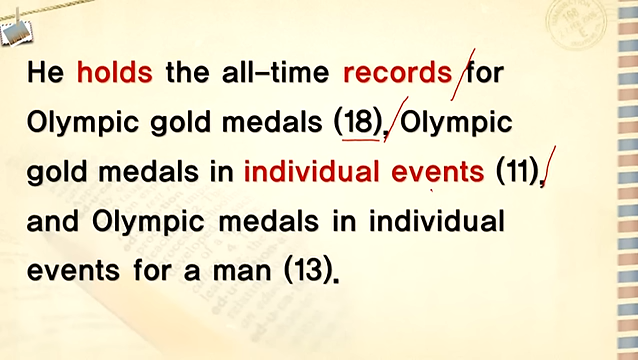 He holds the all-time records for
Olympic gold medals (18), Olympic
gold medals in individual events (11),
and Olympic medals in individual
events for a man (13).